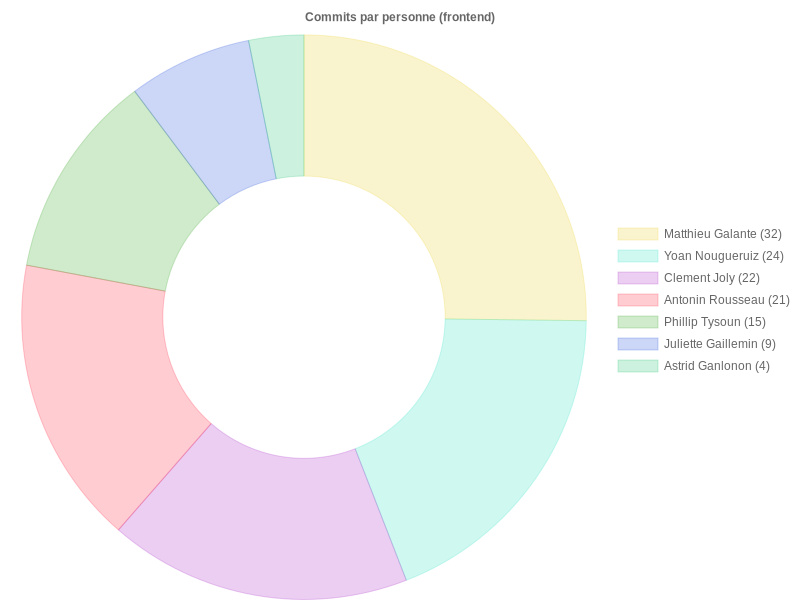 Commits par personne (frontend)
Matthieu Galante (32)
Yoan Nougueruiz (24)
Clement Joly (22)
Antonin Rousseau (21)
Phillip Tysoun (15)
Juliette Gaillemin (9)
Astrid Ganlonon (4)